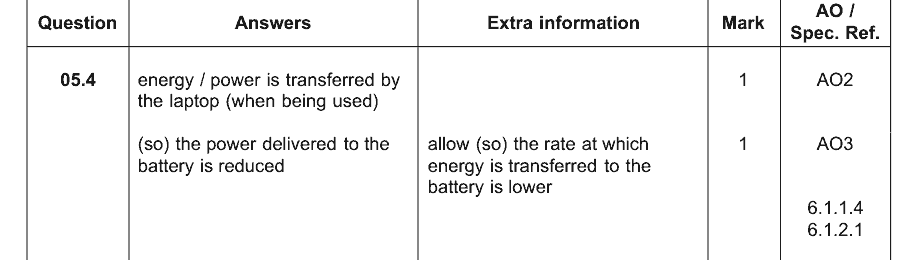 Question Answers Extra information Mark AO /
Spec. Ref.
05.4 energy / power is transferred by 1 AO2
the laptop (when being used)
(so) the power delivered to the allow (so) the rate at which 1 AO3
battery is reduced energy is transferred to the
battery is lower
6.1.1.4
6.1.2.1